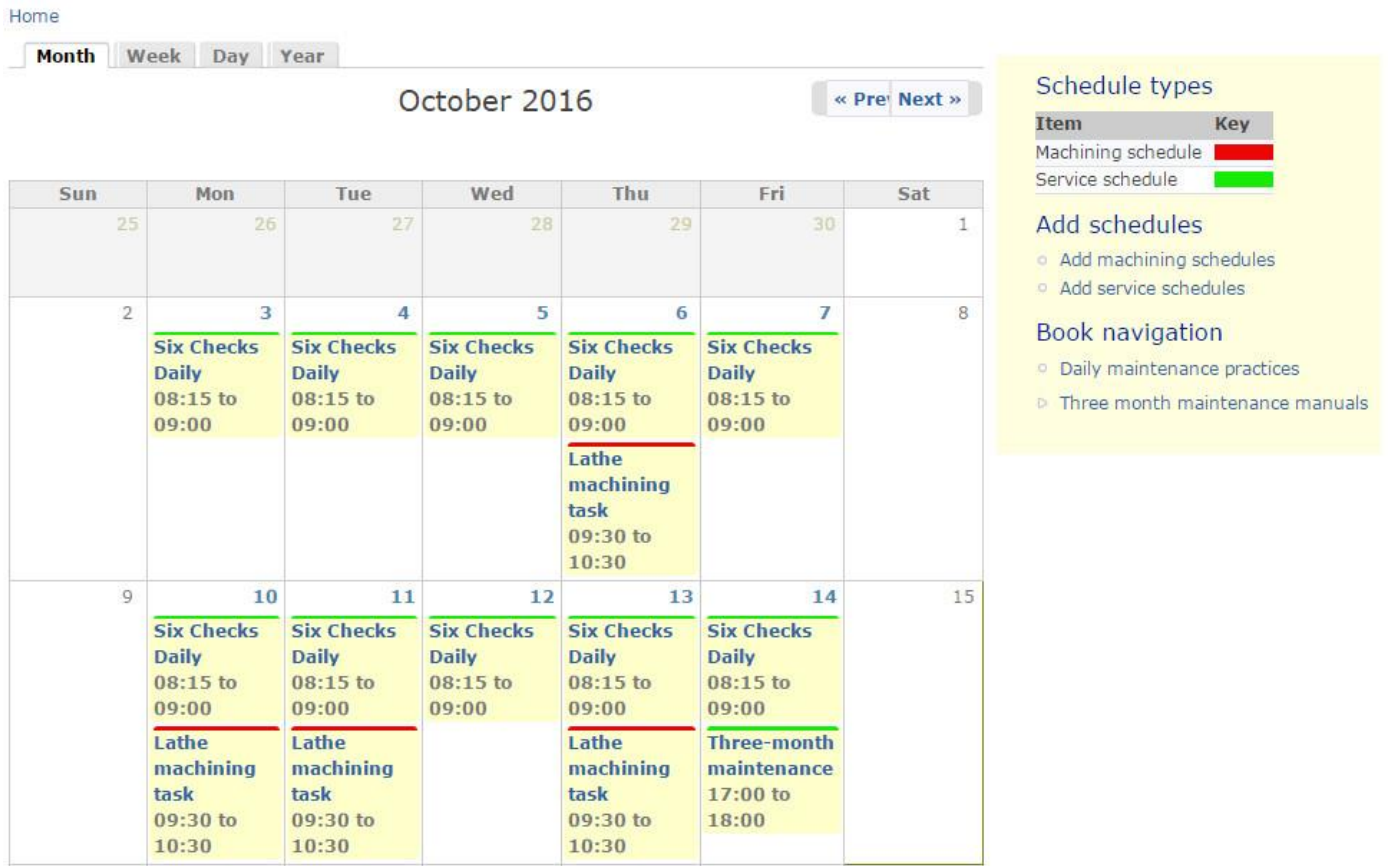 Home
Month Week Day Year
October 2016
« Pre Next »
Sun Mon Tue Wed Thu Fri Sat
25 26 27 28 29 30 1
2 3 4 5 6 7 8
Six Checks Six Checks Six Checks Six Checks Six Checks
Daily Daily Daily Daily Daily
08:15 to 08:15 to 08:15 to 08:15 to 08:15 to
09:00 09:00 09:00 09:00 09:00
Lathe
machining
task
09:30 to
10:30
9 10 11 12 13 14 15
Six Checks Six Checks Six Checks Six Checks Six Checks
Daily Daily Daily Daily Daily
08:15 to 08:15 to 08:15 to 08:15 to 08:15 to
09:00 09:00 09:00 09:00 09:00
Lathe Lathe Lathe Three-month
machining machining machining maintenance
task task task 17:00 to
09:30 to 09:30 to 09:30 to 18:00
10:30 10:30 10:30
Schedule types
Item Key
Machining schedule
Service schedule
Add schedules
Add machining schedules
Add service schedules
Book navigation
Daily maintenance practices
Three month maintenance manuals